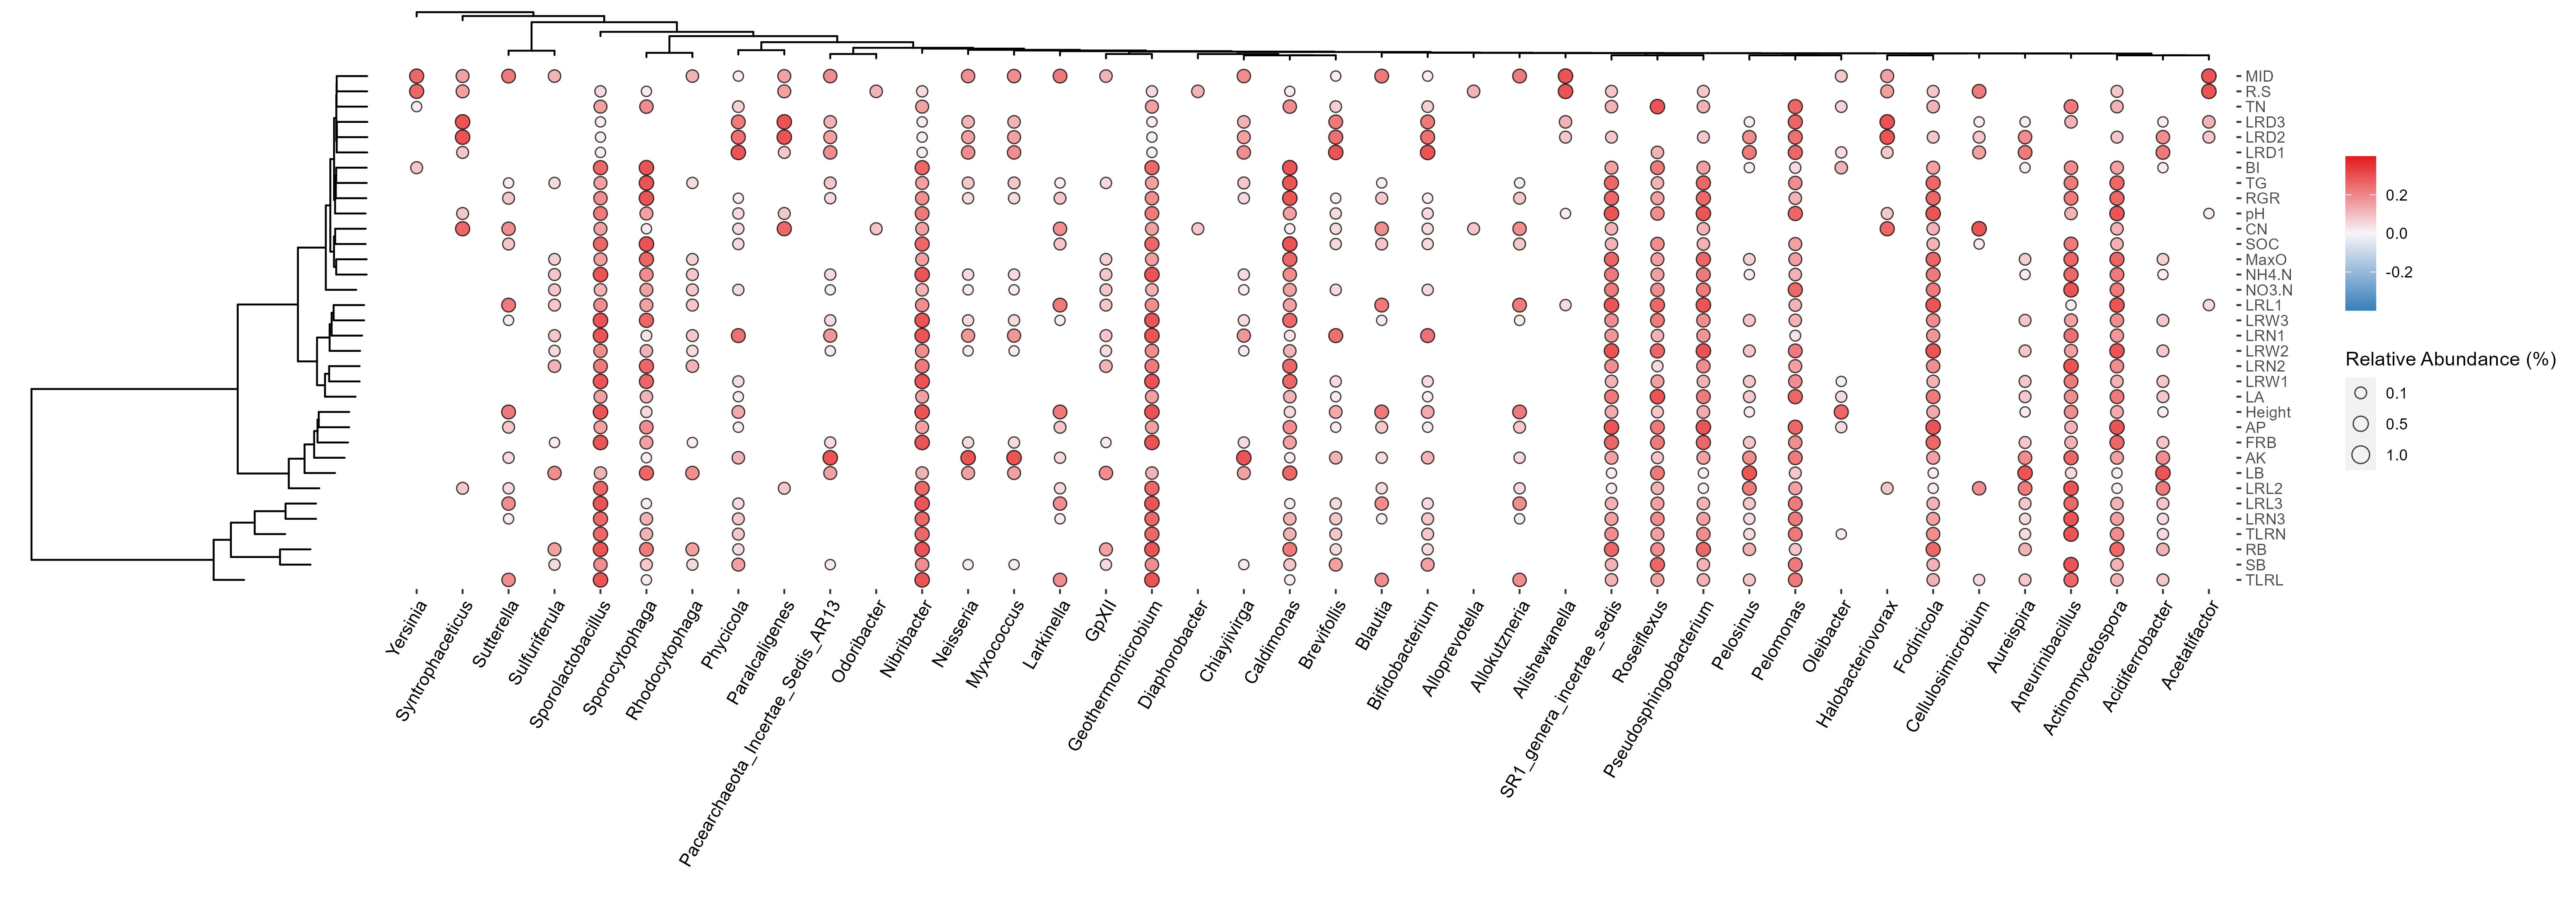 MID
R.S
TN
LRD3
LRD2
LRD1
BI
TG
RGR
pH
CN
SOC
MaxO
NH4.N
NO3.N
LRL1
LRW3
LRN1
LRW2
LRN2
LRW1
LA
Height
AP
FRB
AK
LB
LRL2
LRL3
LRN3
TLRN
RB
SB
TLRL
0.2
0.0
-0.2
Relative Abundance (%)
0.1
0.5
1.0
Yersinia
Syntrophaceticus
Sutterella
Sulfuriferula
Sporolactobacillus
Sporocytophaga
Rhodocytophaga
Phycicola
Paralcaligenes
Pacearchaeota_Incertae_Sedis_AR13
Odoribacter
Nibribacter
Neisseria
Myxococcus
Larkinella
GpXII
Geothermomicrobium
Diaphorobacter
Chiayiivirga
Caldimonas
Brevifollis
Blautia
Bifidobacterium
Alloprevotella
Allokutzneria
Alishewanella
SR1_genera_incertae_sedis
Roseiflexus
Pseudosphingobacterium
Pelosinus
Pelomonas
Oleibacter
Halobacteriovorax
Fodinicola
Cellulosimicrobium
Aureispira
Aneurinibacillus
Actinomycetospora
Acidiferrobacter
Acetatifactor